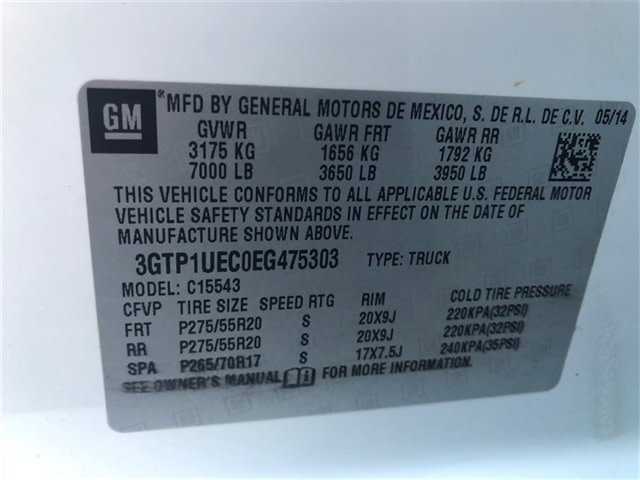 GM ®MFD BY GENERAL MOTORS DE MEXICO, S. DE R.L. DE C.V. 05/14
GVWR GAWR FRT GAWR RR
3175 KG 1656 KG 1792 KG
7000 LB 3650 LB 3950 LB
THIS VEHICLE CONFORMS TO ALL APPLICABLE U.S. FEDERAL MOTOR
VEHICLE SAFETY STANDARDS IN EFFECT ON THE DATE OF
MANUFACTURE SHOWN ABOVE.
3GTP1UEC0EG475303 TYPE: TRUCK
MODEL: C15543
CFVP TIRE SIZE SPEED RTG RIM COLD TIRE PRESSURE
FRT P275/55R20 S 20X9J 220KPA(32PSI)
RR P275/55R20 S 20X9J 220KPA(32PSI)
SPA P265/70R17 S 17X7.5J 240KPA(35PSI)
SEE OWNER'S MANUAL FOR MORE INFORMATION.